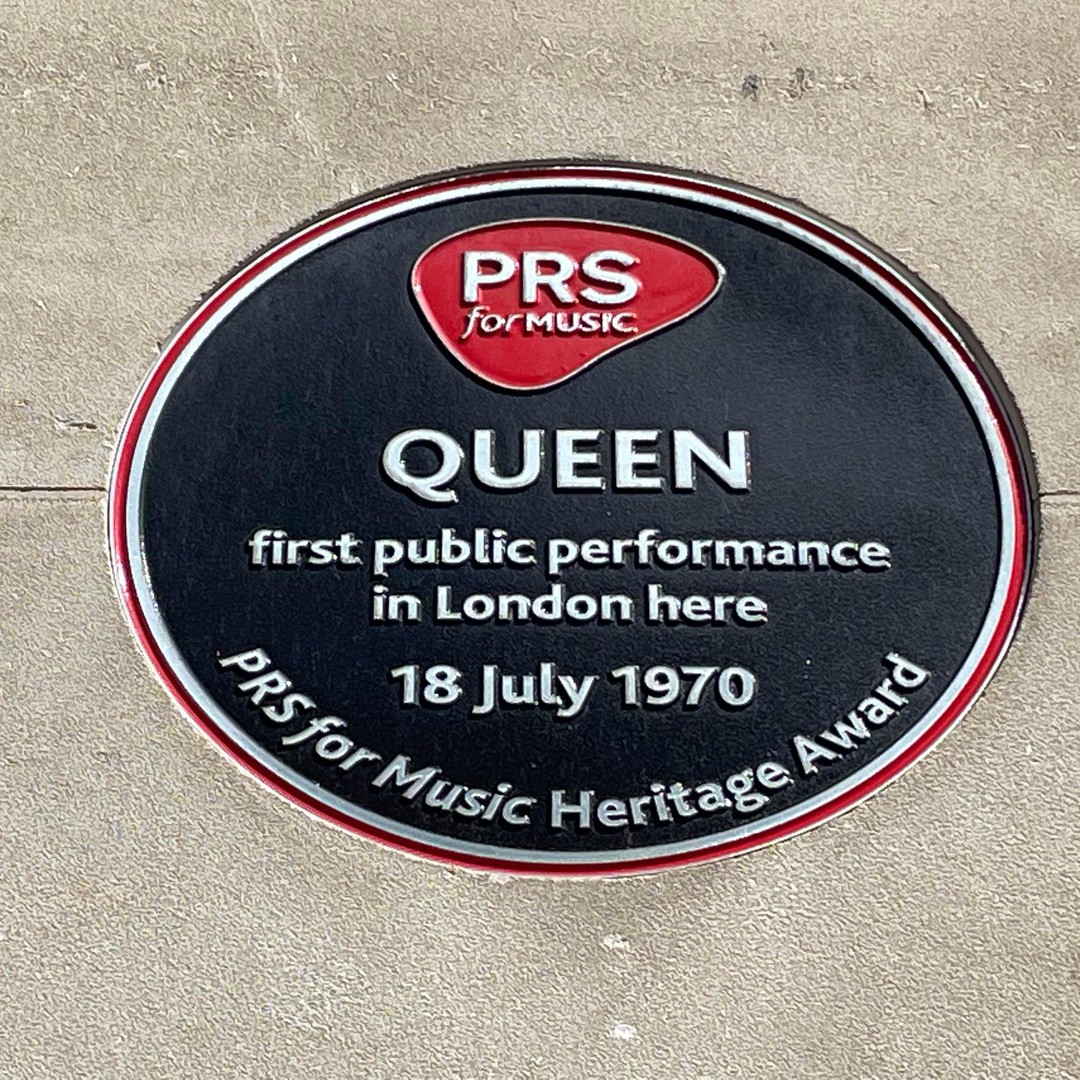 PRS
for MUSIC
QUEEN
first public performance
in London here
18 July 1970
PRS for Music Heritage Award